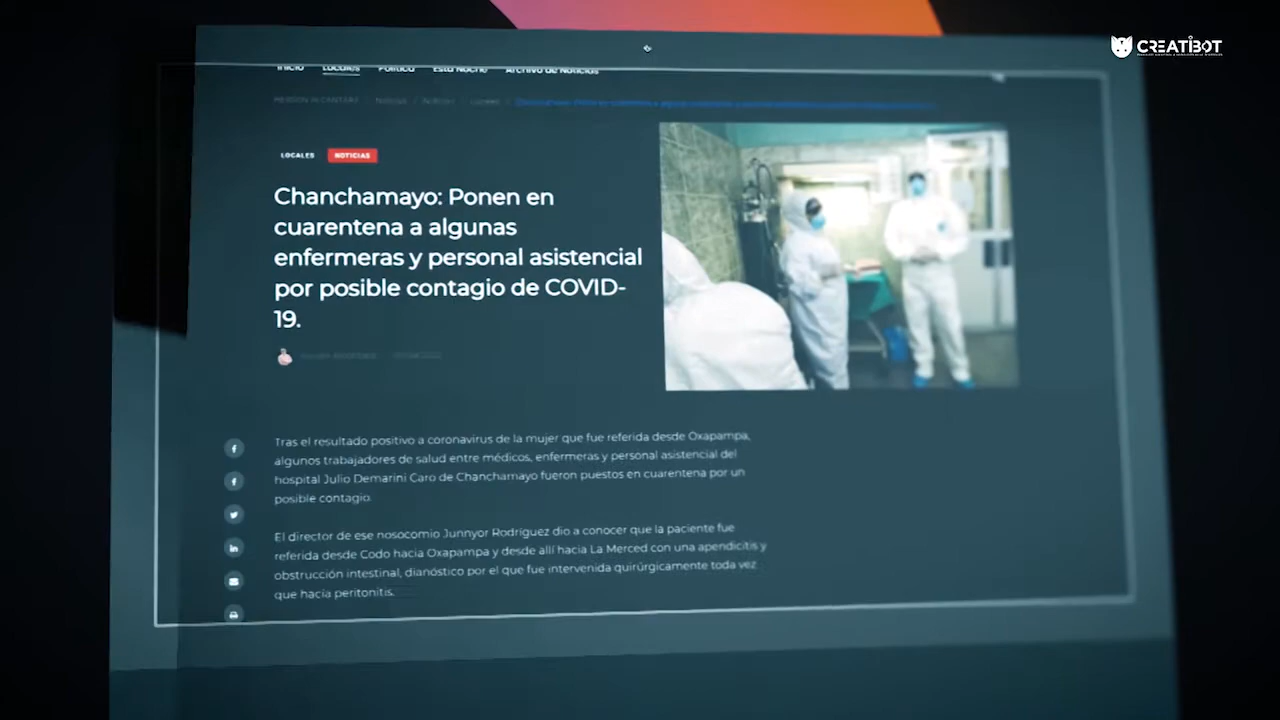 CREATIBOT
Inicio Locales Política Esta Noche Archivo de Noticias
LOCALES NOTICIAS
Chanchamayo: Ponen en
cuarentena a algunas
enfermeras y personal asistencial
por posible contagio de COVID-
19.
Tras el resultado positivo a coronavirus de la mujer que fue referida desde Oxapampa,
algunos trabajadores de salud entre médicos, enfermeras y personal asistencial del
hospital Julio Demarini Caro de Chanchamayo fueron puestos en cuarentena por un
posible contagio.
El director de ese nosocomio Junnyor Rodríguez dio a conocer que la paciente fue
referida desde Codo hacia Oxapampa y desde allí hacia La Merced con una apendicitis y
obstrucción intestinal, dianóstico por el que fue intervenida quirúrgicamente toda vez
que hacía peritonitis.